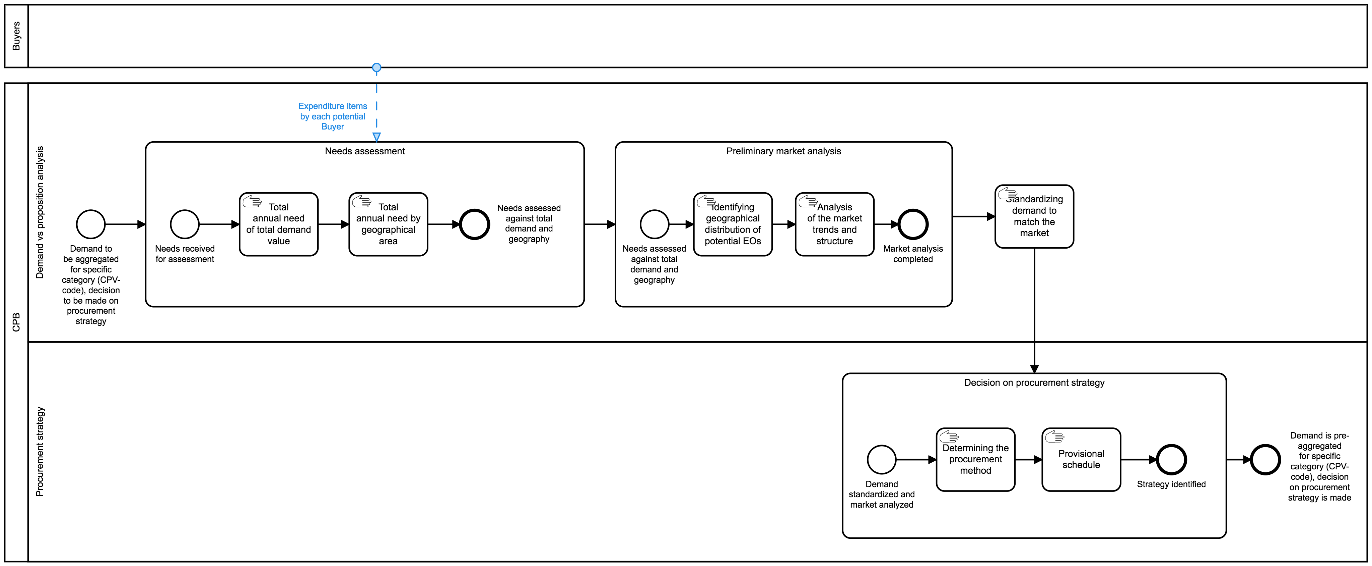 Buyers
CPB
Demand vs proposition analysis
Procurement strategy
Expenditure items
by each potential
Buyer
Needs assessment
Demand to
be aggregated
for specific
category (CPV-
code), decision
to be made on
procurement
strategy
Needs received
for assessment
Total
annual need
of total demand
value
Total
annual need by
geographical
area
Needs assessed
against total
demand and
geography
Preliminary market analysis
Needs assessed
against total
demand and
geography
Identifying
geographical
distribution of
potential EOs
Analysis
of the market
trends and
structure
Market analysis
completed
Standardizing
demand to
match the
market
Decision on procurement strategy
Demand
standardized and
market analyzed
Determining the
procurement
method
Provisional
schedule
Strategy identified
Demand is pre-
aggregated
for specific
category (CPV-
code), decision
on procurement
strategy is made